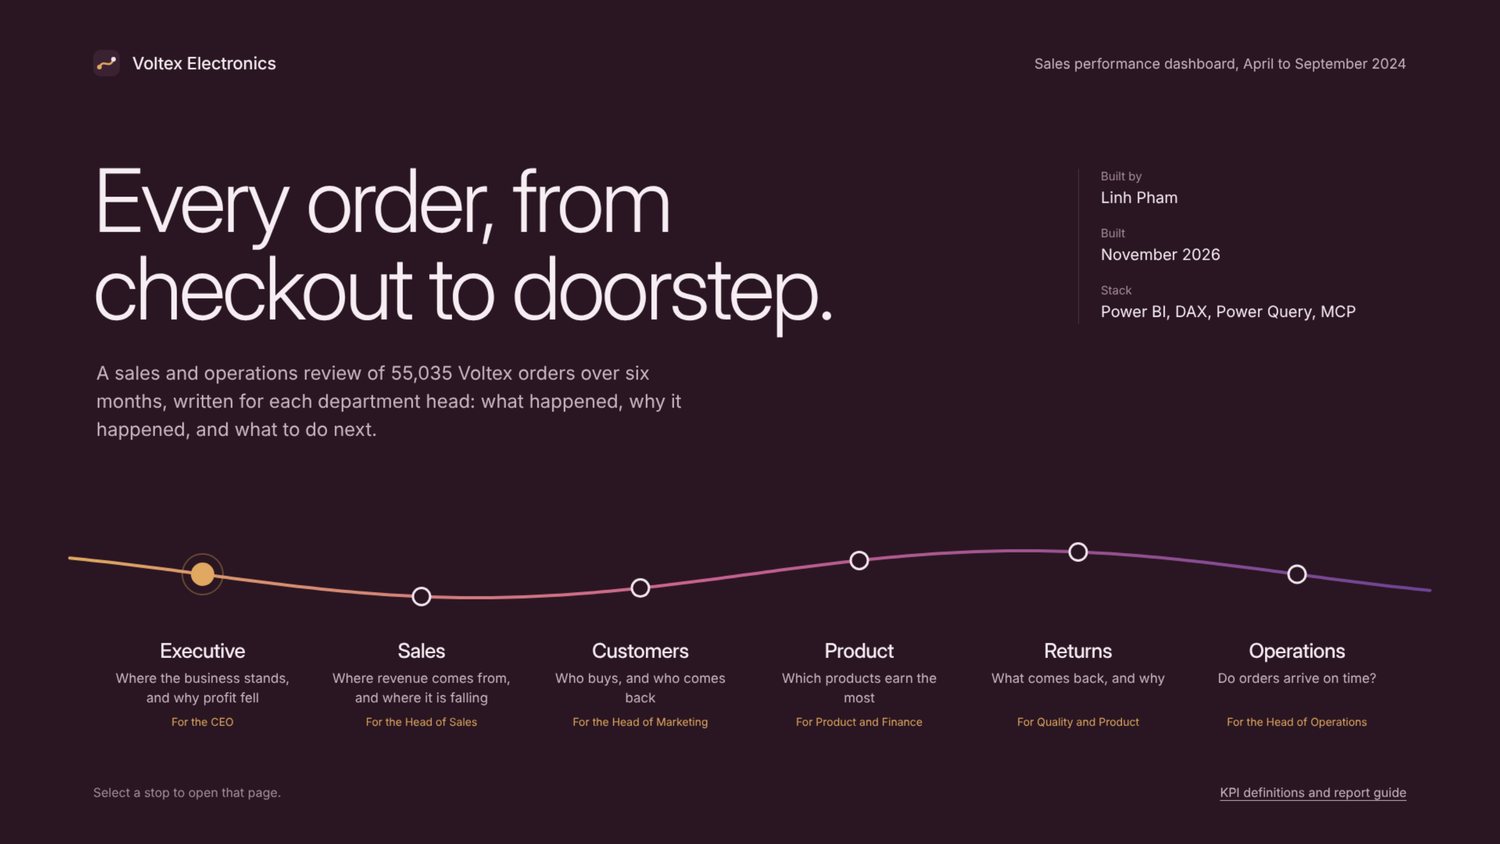 Voltex Electronics
Sales performance dashboard, April to September 2024
Every order, from
checkout to doorstep.
Built by
Linh Pham
Built
November 2026
Stack
Power BI, DAX, Power Query, MCP
A sales and operations review of 55,035 Voltex orders over six
months, written for each department head: what happened, why it
happened, and what to do next.
Executive
Where the business stands,
and why profit fell
For the CEO
Sales
Where revenue comes from,
and where it is falling
For the Head of Sales
Customers
Who buys, and who comes
back
For the Head of Marketing
Product
Which products earn the
most
For Product and Finance
Returns
What comes back, and why
For Quality and Product
Operations
Do orders arrive on time?
For the Head of Operations
Select a stop to open that page.
KPI definitions and report guide